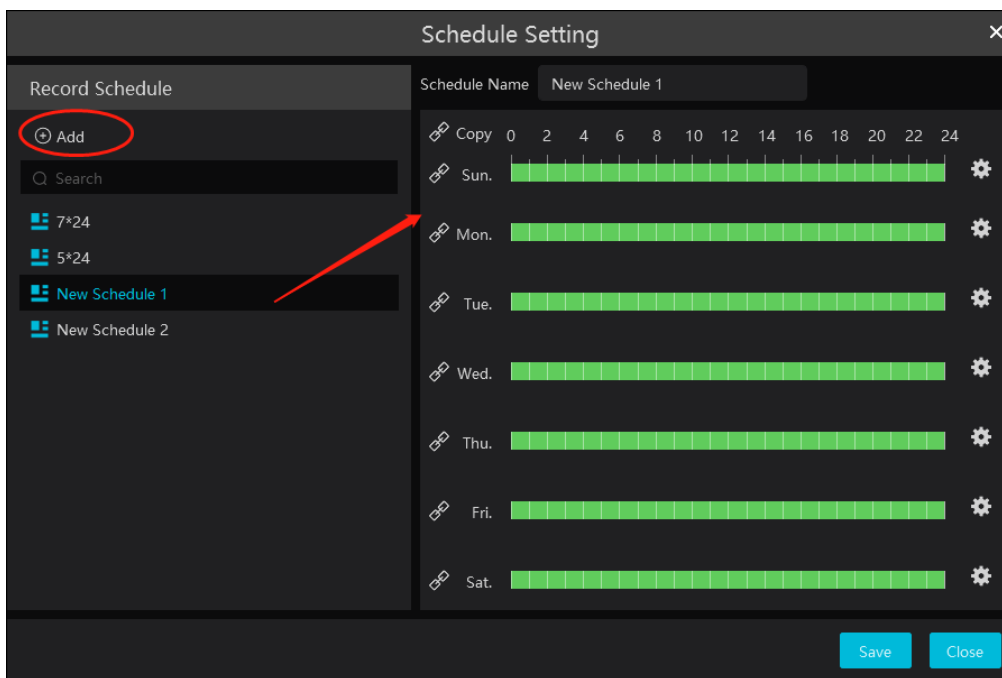 Schedule Setting
Record Schedule
Add
Search
7*24
5*24
New Schedule 1
New Schedule 2
Schedule Name New Schedule 1
Copy 0 2 4 6 8 10 12 14 16 18 20 22 24
Sun.
Mon.
Tue.
Wed.
Thu.
Fri.
Sat.
Save Close